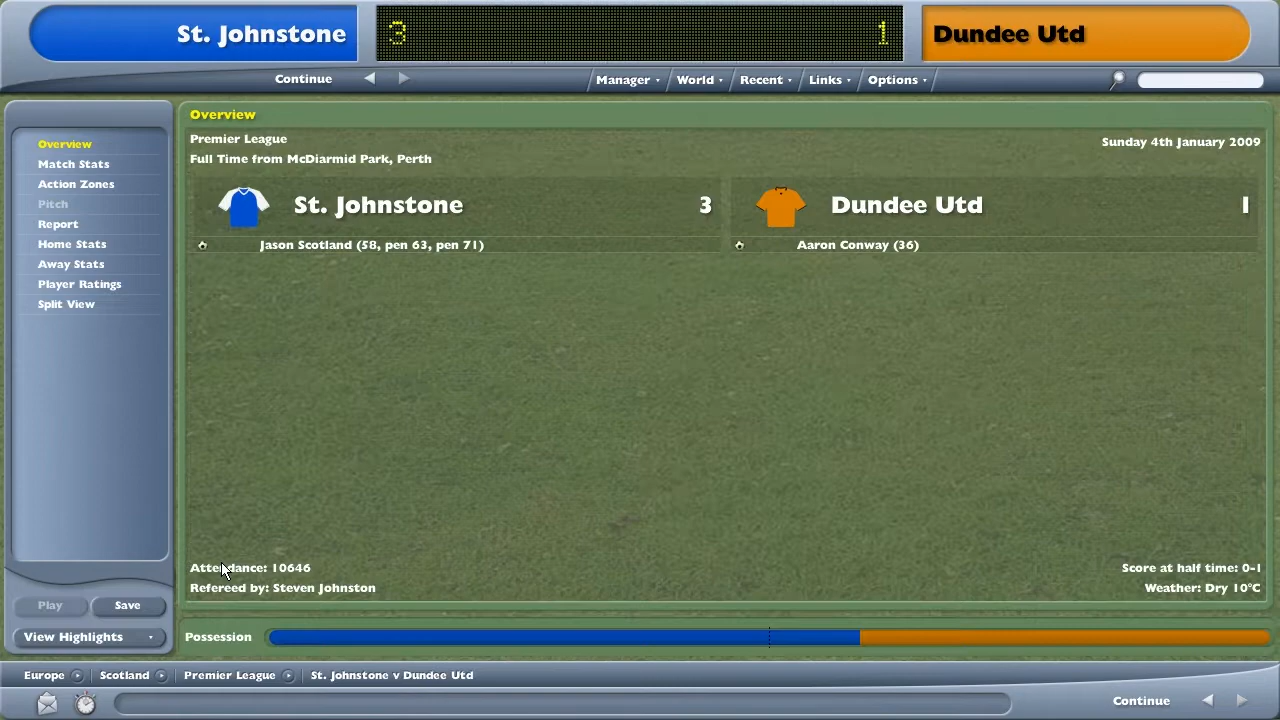 St. Johnstone 3 1 Dundee Utd
Continue Manager World Recent Links Options
Overview
Match Stats
Action Zones
Pitch
Report
Home Stats
Away Stats
Player Ratings
Split View
Play Save
View Highlights
Overview
Premier League Sunday 4th January 2009
Full Time from McDiarmid Park, Perth
St. Johnstone 3 Dundee Utd 1
Jason Scotland (58, pen 63, pen 71) Aaron Conway (36)
Attendance: 10646 Score at half time: 0-1
Refereed by: Steven Johnston Weather: Dry 10°C
Possession
Europe Scotland Premier League St. Johnstone v Dundee Utd
Continue